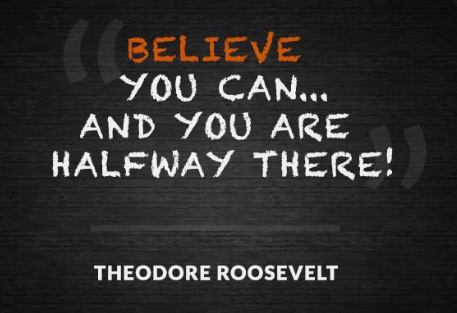 “BELIEVE
YOU CAN...
AND YOU ARE
HALFWAY THERE!”
THEODORE ROOSEVELT